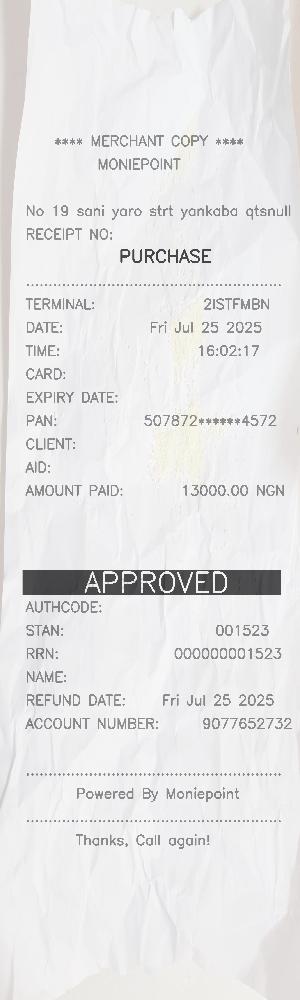 **** MERCHANT COPY ****
MONIEPOINT
No 19 sani yaro strt yankaba qtsnull
RECEIPT NO:
PURCHASE
TERMINAL: 2ISTFMBN
DATE: Fri Jul 25 2025
TIME: 16:02:17
CARD:
EXPIRY DATE:
PAN: 507872******4572
CLIENT:
AID:
AMOUNT PAID: 13000.00 NGN
APPROVED
AUTHCODE:
STAN: 001523
RRN: 000000001523
NAME:
REFUND DATE: Fri Jul 25 2025
ACCOUNT NUMBER: 9077652732
Powered By Moniepoint
Thanks, Call again!